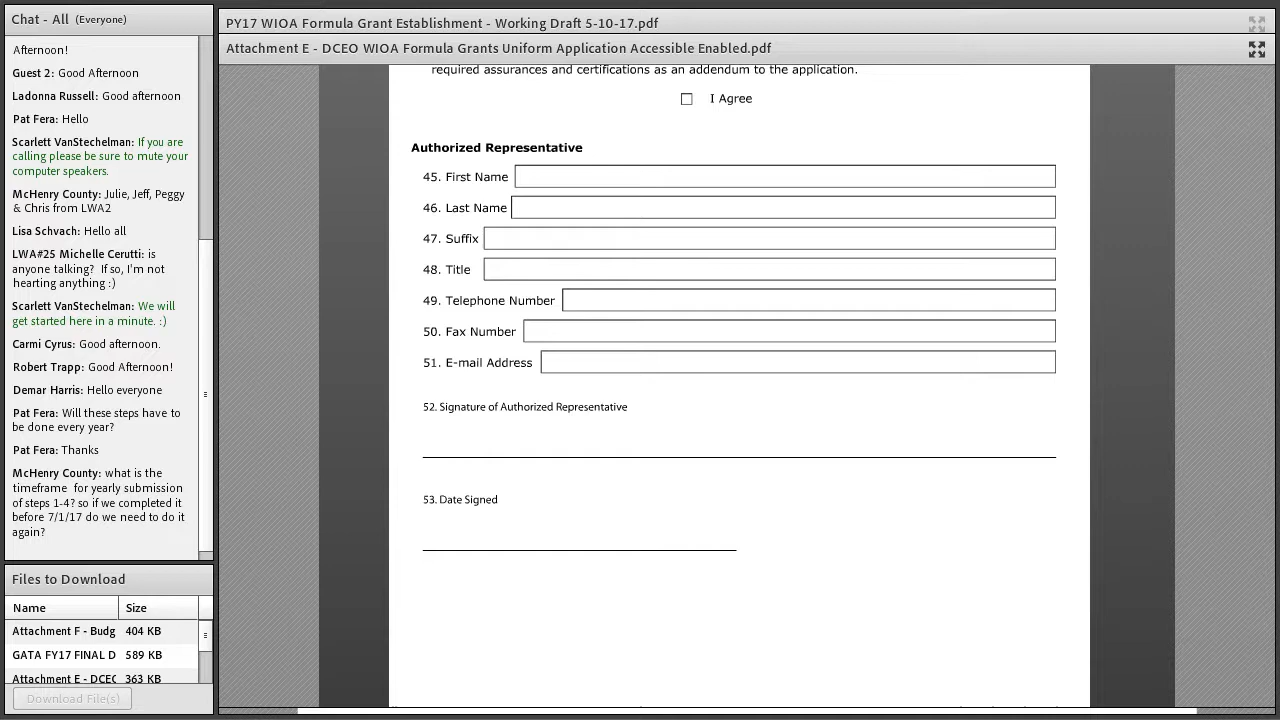 Chat - All (Everyone)
Afternoon!
Guest 2: Good Afternoon
Ladonna Russell: Good afternoon
Pat Fera: Hello
Scarlett VanStechelman: If you are
calling please be sure to mute your
computer speakers.
McHenry County: Julie, Jeff, Peggy
& Chris from LWA2
Lisa Schvach: Hello all
LWA#25 Michelle Cerutti: is
anyone talking? If so, I'm not
hearting anything :)
Scarlett VanStechelman: We will
get started here in a minute. :)
Carmi Cyrus: Good afternoon.
Robert Trapp: Good Afternoon!
Demar Harris: Hello everyone
Pat Fera: Will these steps have to
be done every year?
Pat Fera: Thanks
McHenry County: what is the
timeframe for yearly submission
of steps 1-4? so if we completed it
before 7/1/17 do we need to do it
again?
Files to Download
Name Size
Attachment F - Budg 404 KB
GATA FY17 FINAL D 589 KB
Attachment E - DCEC 363 KB
Download File(s)
PY17 WIOA Formula Grant Establishment - Working Draft 5-10-17.pdf
Attachment E - DCEO WIOA Formula Grants Uniform Application Accessible Enabled.pdf
required assurances and certifications as an addendum to the application.
I Agree
Authorized Representative
45. First Name
46. Last Name
47. Suffix
48. Title
49. Telephone Number
50. Fax Number
51. E-mail Address
52. Signature of Authorized Representative
53. Date Signed